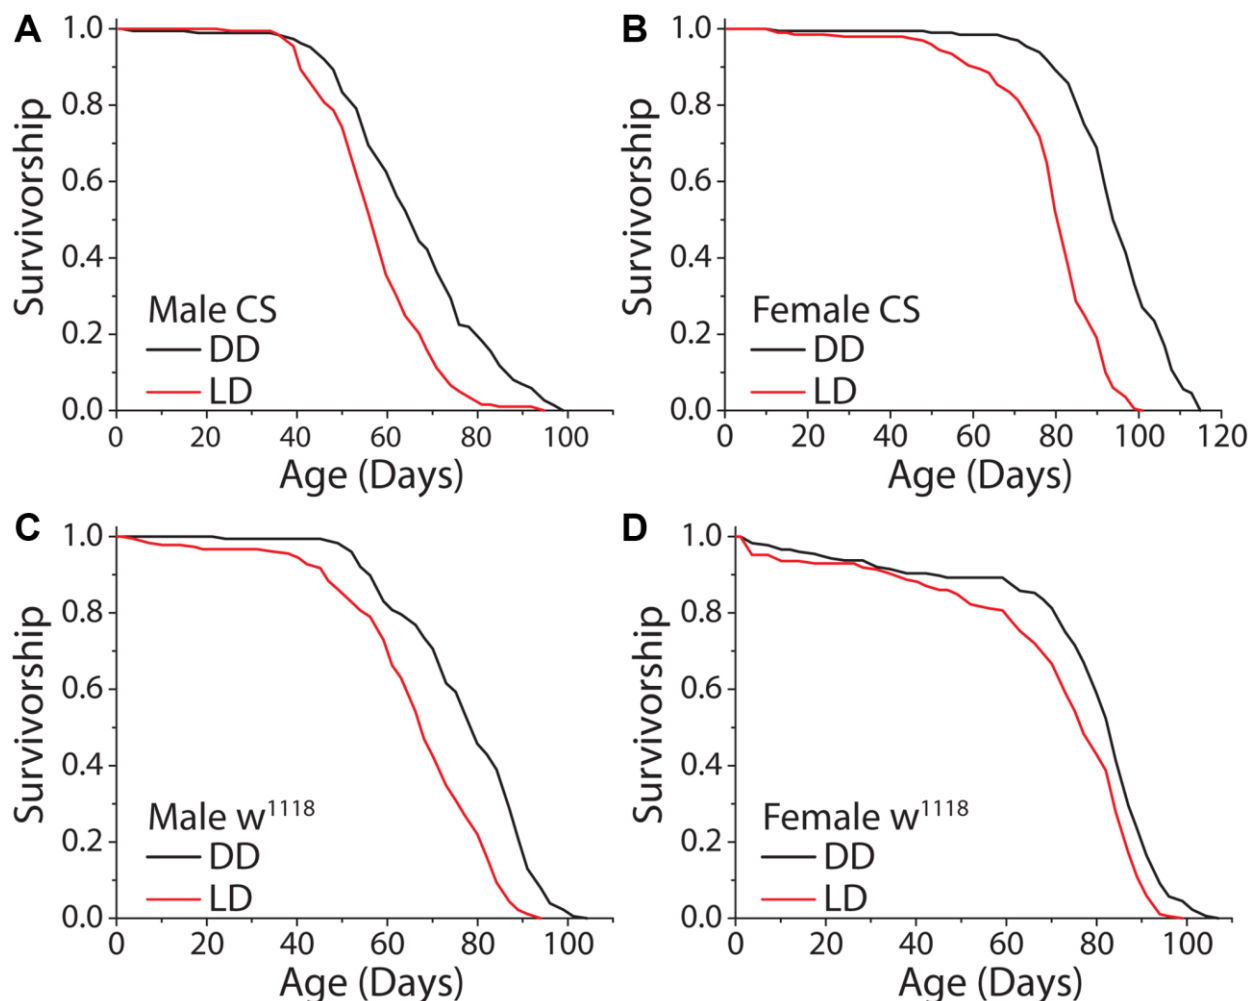 A
1.0
0.8
0.6
0.4
0.2
0.0
Survivorship
Male CS
DD
LD
0 20 40 60 80 100
Age (Days)
B
1.0
0.8
0.6
0.4
0.2
0.0
Survivorship
Female CS
DD
LD
0 20 40 60 80 100 120
Age (Days)
C
1.0
0.8
0.6
0.4
0.2
0.0
Survivorship
Male w¹¹¹⁸
DD
LD
0 20 40 60 80 100
Age (Days)
D
1.0
0.8
0.6
0.4
0.2
0.0
Survivorship
Female w¹¹¹⁸
DD
LD
0 20 40 60 80 100
Age (Days)